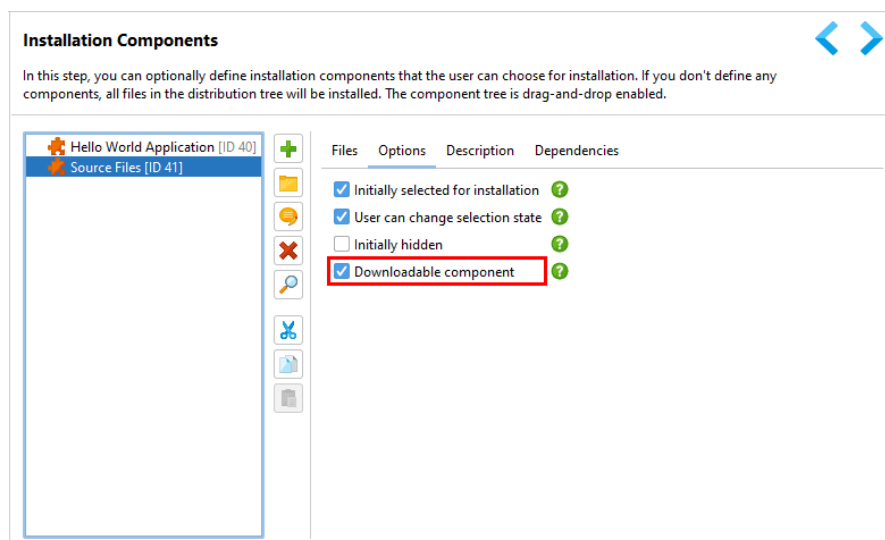 Installation Components
In this step, you can optionally define installation components that the user can choose for installation. If you don't define any
components, all files in the distribution tree will be installed. The component tree is drag-and-drop enabled.
Hello World Application [ID 40]
Source Files [ID 41]
Files Options Description Dependencies
Initially selected for installation
User can change selection state
Initially hidden
Downloadable component